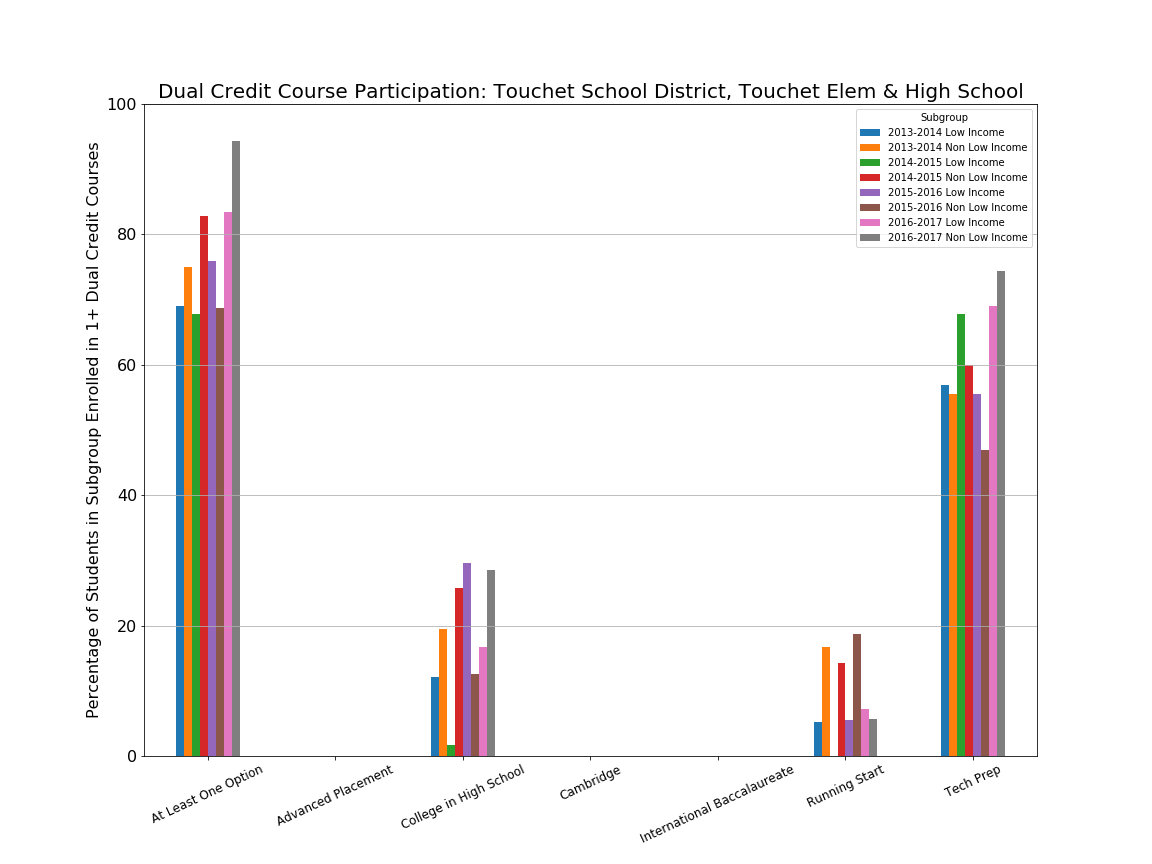 Dual Credit Course Participation: Touchet School District, Touchet Elem & High School
Percentage of Students in Subgroup Enrolled in 1+ Dual Credit Courses
100
80
60
40
20
0
Subgroup
2013-2014 Low Income
2013-2014 Non Low Income
2014-2015 Low Income
2014-2015 Non Low Income
2015-2016 Low Income
2015-2016 Non Low Income
2016-2017 Low Income
2016-2017 Non Low Income
At Least One Option
Advanced Placement
College in High School
Cambridge
International Baccalaureate
Running Start
Tech Prep